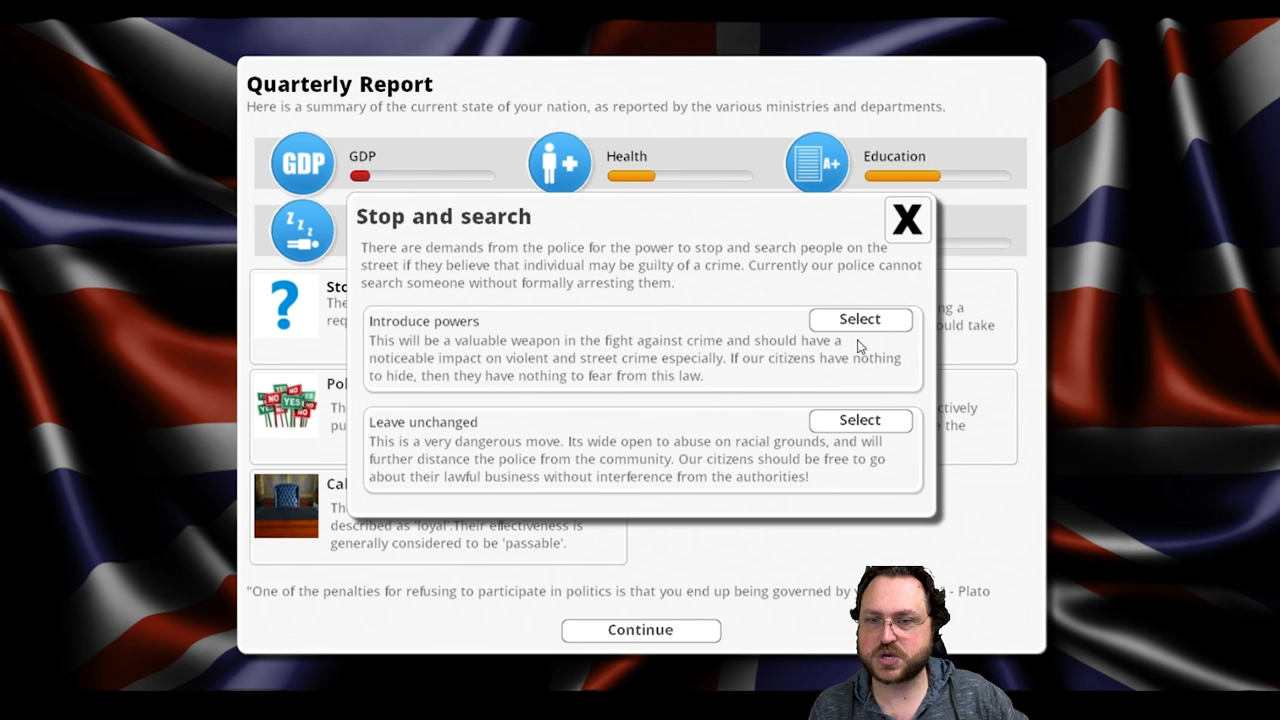 Quarterly Report
Here is a summary of the current state of your nation, as reported by the various ministries and departments.
GDP
GDP
Health
A+
Education
Z Z Z
Stop and search
X
There are demands from the police for the power to stop and search people on the
street if they believe that individual may be guilty of a crime. Currently our police cannot
search someone without formally arresting them.
Introduce powers
Select
This will be a valuable weapon in the fight against crime and should have a
noticeable impact on violent and street crime especially. If our citizens have nothing
to hide, then they have nothing to fear from this law.
Leave unchanged
Select
This is a very dangerous move. Its wide open to abuse on racial grounds, and will
further distance the police from the community. Our citizens should be free to go
about their lawful business without interference from the authorities!
Sto
The
req
ng a
ould take
?
NO YES NO
NO YES NO
Pol
Th
pu
ctively
the
Cal
Th
described as 'loyal'.Their effectiveness is
generally considered to be 'passable'.
"One of the penalties for refusing to participate in politics is that you end up being governed by " - Plato
Continue